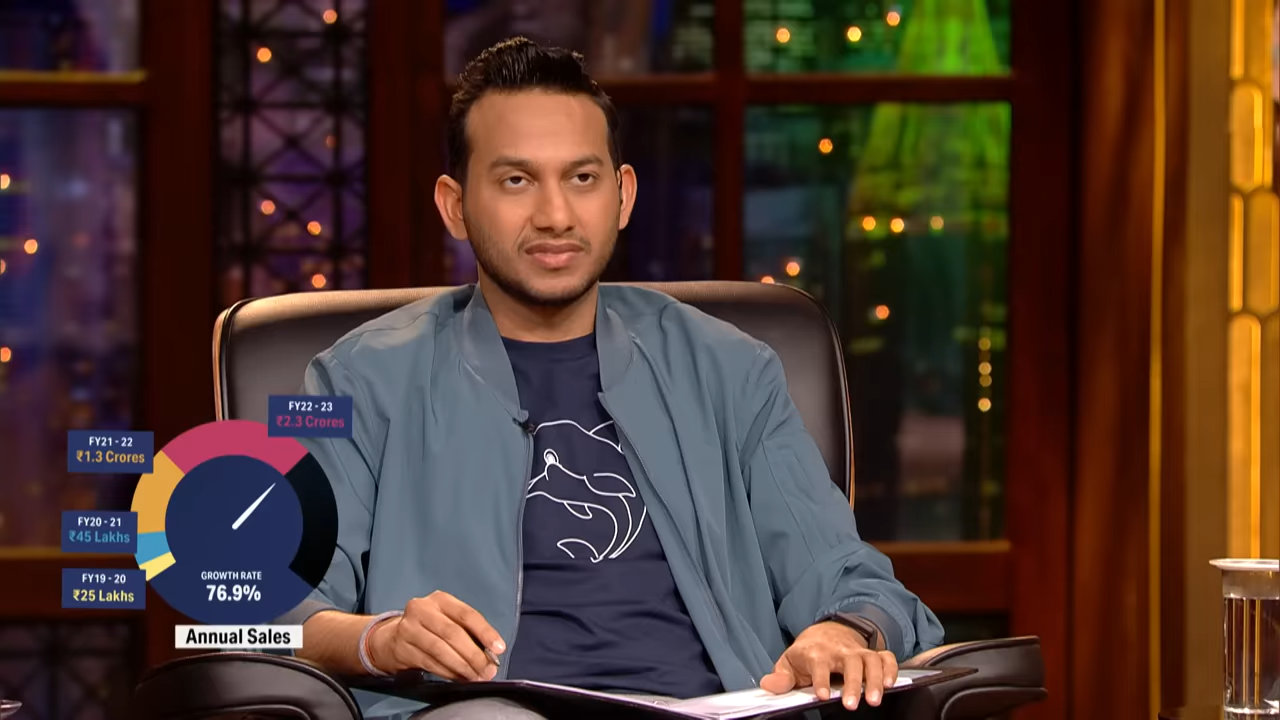 FY22 - 23
₹2.3 Crores
FY21 - 22
₹1.3 Crores
FY20 - 21
₹45 Lakhs
FY19 - 20
₹25 Lakhs
GROWTH RATE
76.9%
Annual Sales